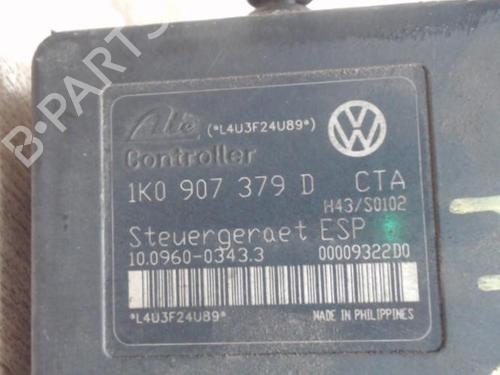 B-PARTS
Ate (*L4U3F24U89*)
Controller
1K0 907 379 D CTA
H43/S0102
Steuergeraet ESP
10.0960-0343.3 00009322D0
*L4U3F24U89* MADE IN PHILIPPINES